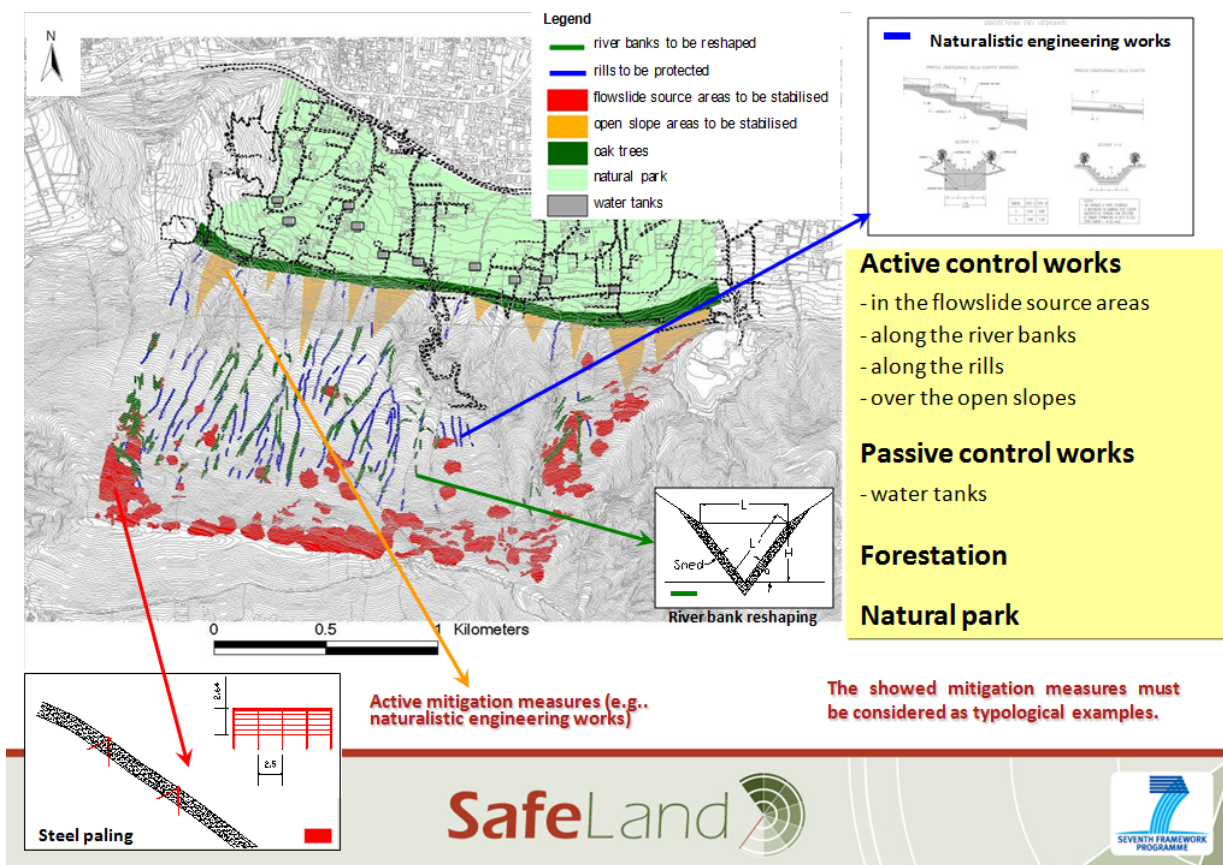 Legend
river banks to be reshaped
rills to be protected
flowslide source areas to be stabilised
open slope areas to be stabilised
oak trees
natural park
water tanks
N
Naturalistic engineering works
Active control works
- in the flowslide source areas
- along the river banks
- along the rills
- over the open slopes
Passive control works
- water tanks
Forestation
Natural park
L
L
H
River bank reshaping
0 0.5 1 Kilometers
2.64
2.5
Steel paling
Active mitigation measures (e.g..
naturalistic engineering works)
The showed mitigation measures must
be considered as typological examples.
SafeLand
7
SEVENTH FRAMEWORK
PROGRAMME